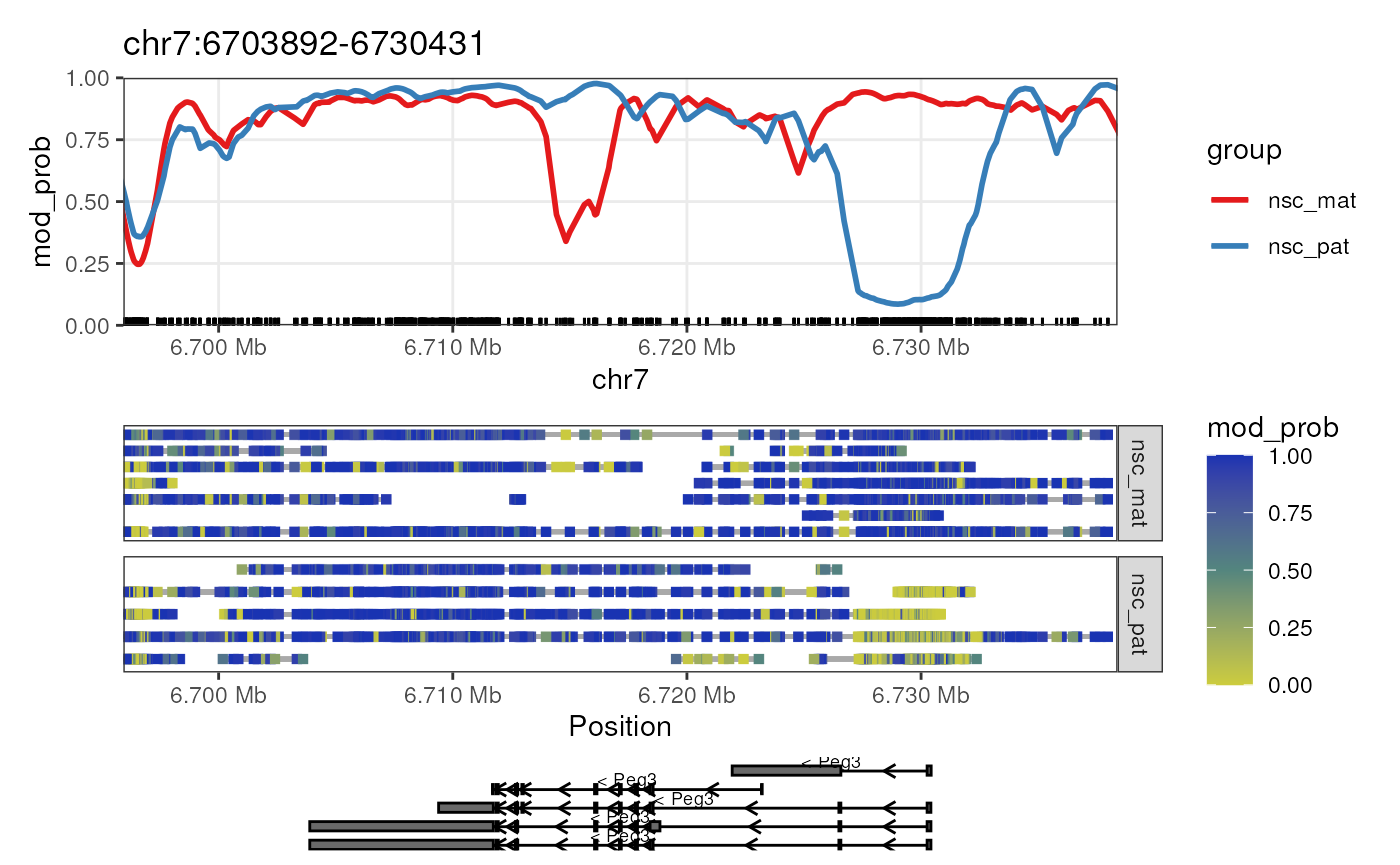 chr7:6703892-6730431
1.00
0.75
0.50
0.25
0.00
mod_prob
6.700 Mb 6.710 Mb 6.720 Mb 6.730 Mb
chr7
group
nsc_mat
nsc_pat
nsc_mat
nsc_pat
6.700 Mb 6.710 Mb 6.720 Mb 6.730 Mb
Position
mod_prob
1.00
0.75
0.50
0.25
0.00
< Peg3
< Peg3
< Peg3
< Peg3
< Peg3